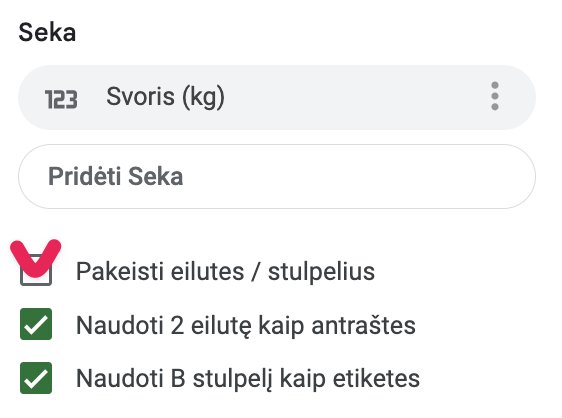 Seka
123 Svoris (kg)
Pridėti Seka
Pakeisti eilutes / stulpelius
Naudoti 2 eilutę kaip antraštes
Naudoti B stulpelį kaip etiketes